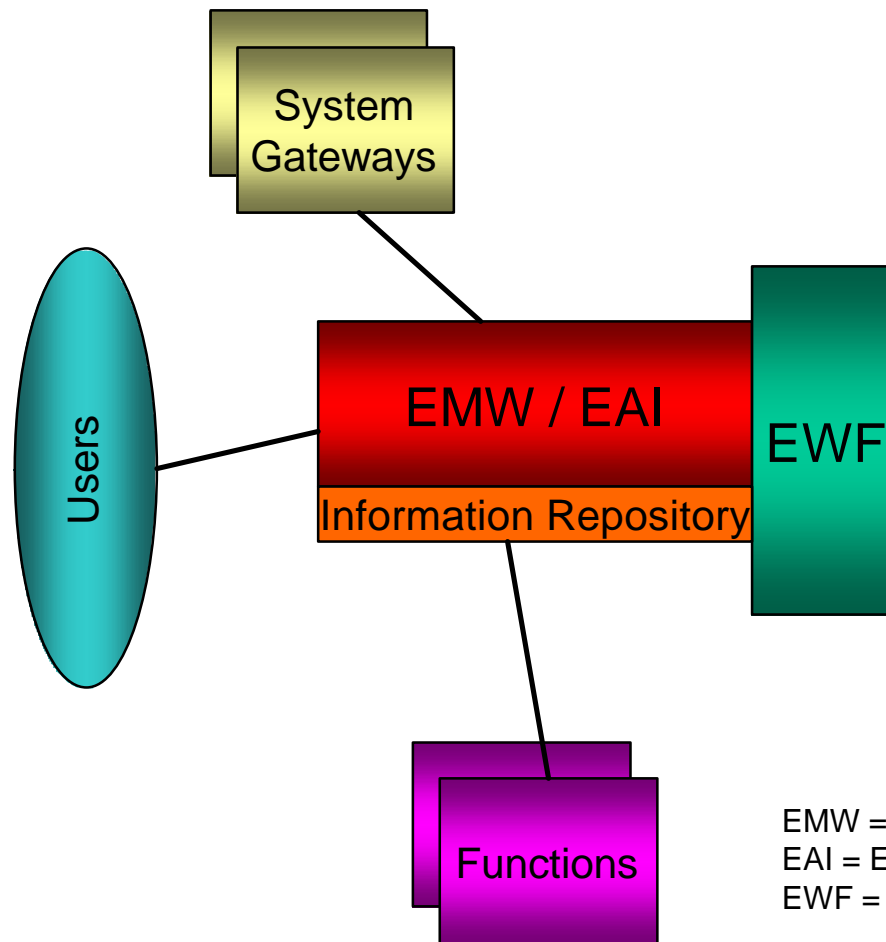 System
Gateways
Users
EMW / EAI
EWF
Information Repository
Functions
EMW =
EAI = E
EWF =